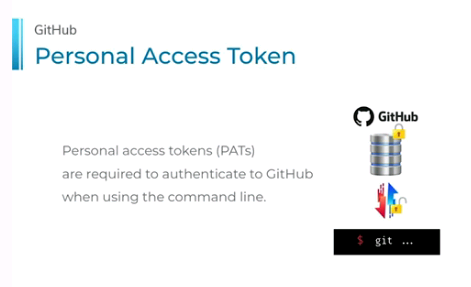 GitHub
Personal Access Token
GitHub
Personal access tokens (PATs)
are required to authenticate to GitHub
when using the command line.
$ git ...